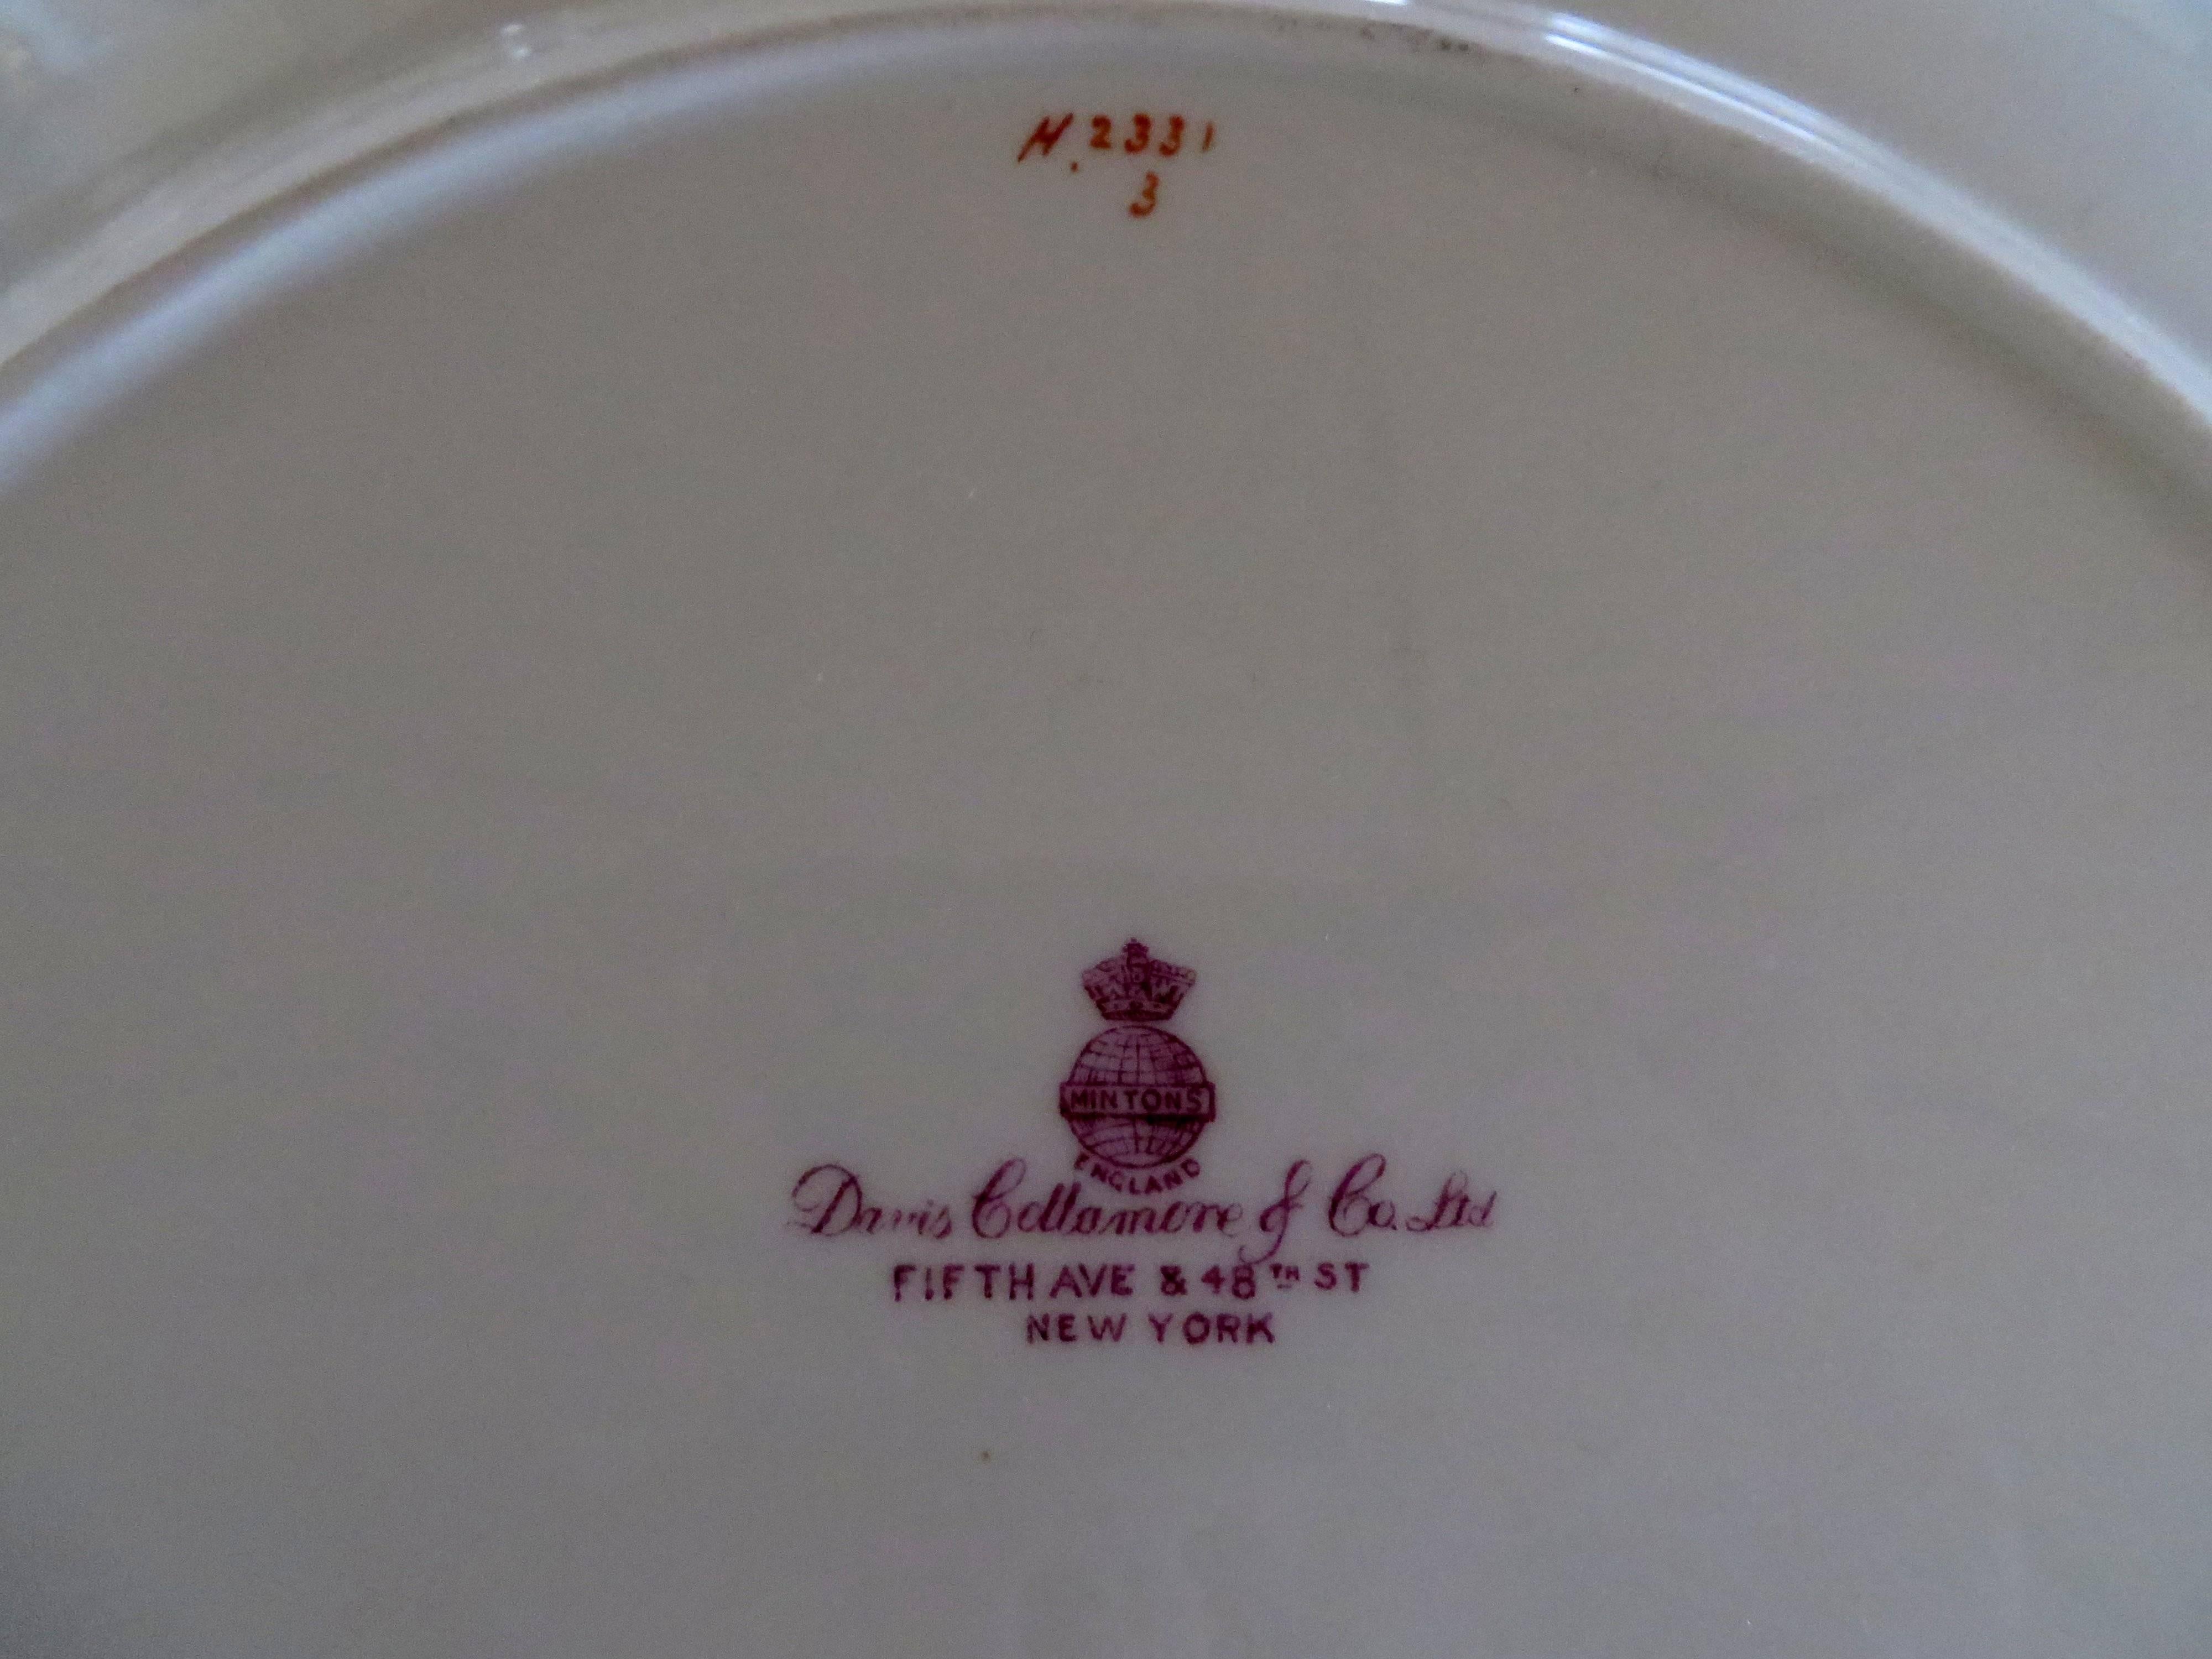 H.2331
3
MINTONS
ENGLAND
Davis Collamore & Co. Ltd
FIFTH AVE & 48TH ST
NEW YORK